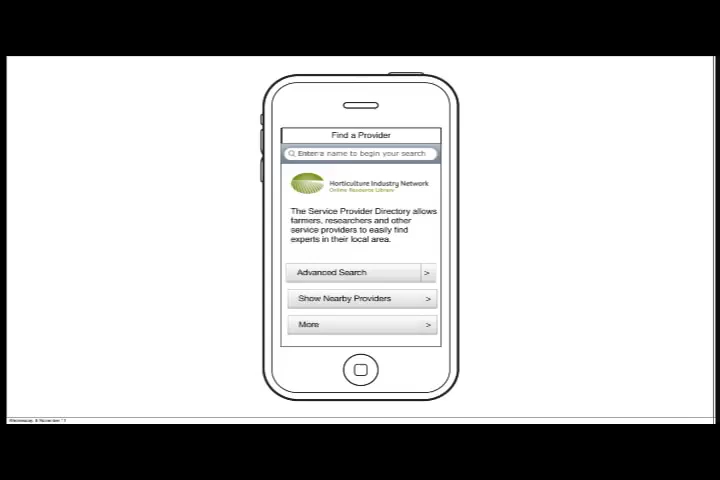 Find a Provider
Enter a name to begin your search
Horticulture Industry Network
Online Resource Library
The Service Provider Directory allows
farmers, researchers and other
service providers to easily find
experts in their local area.
Advanced Search >
Show Nearby Providers >
More >
Wednesday,